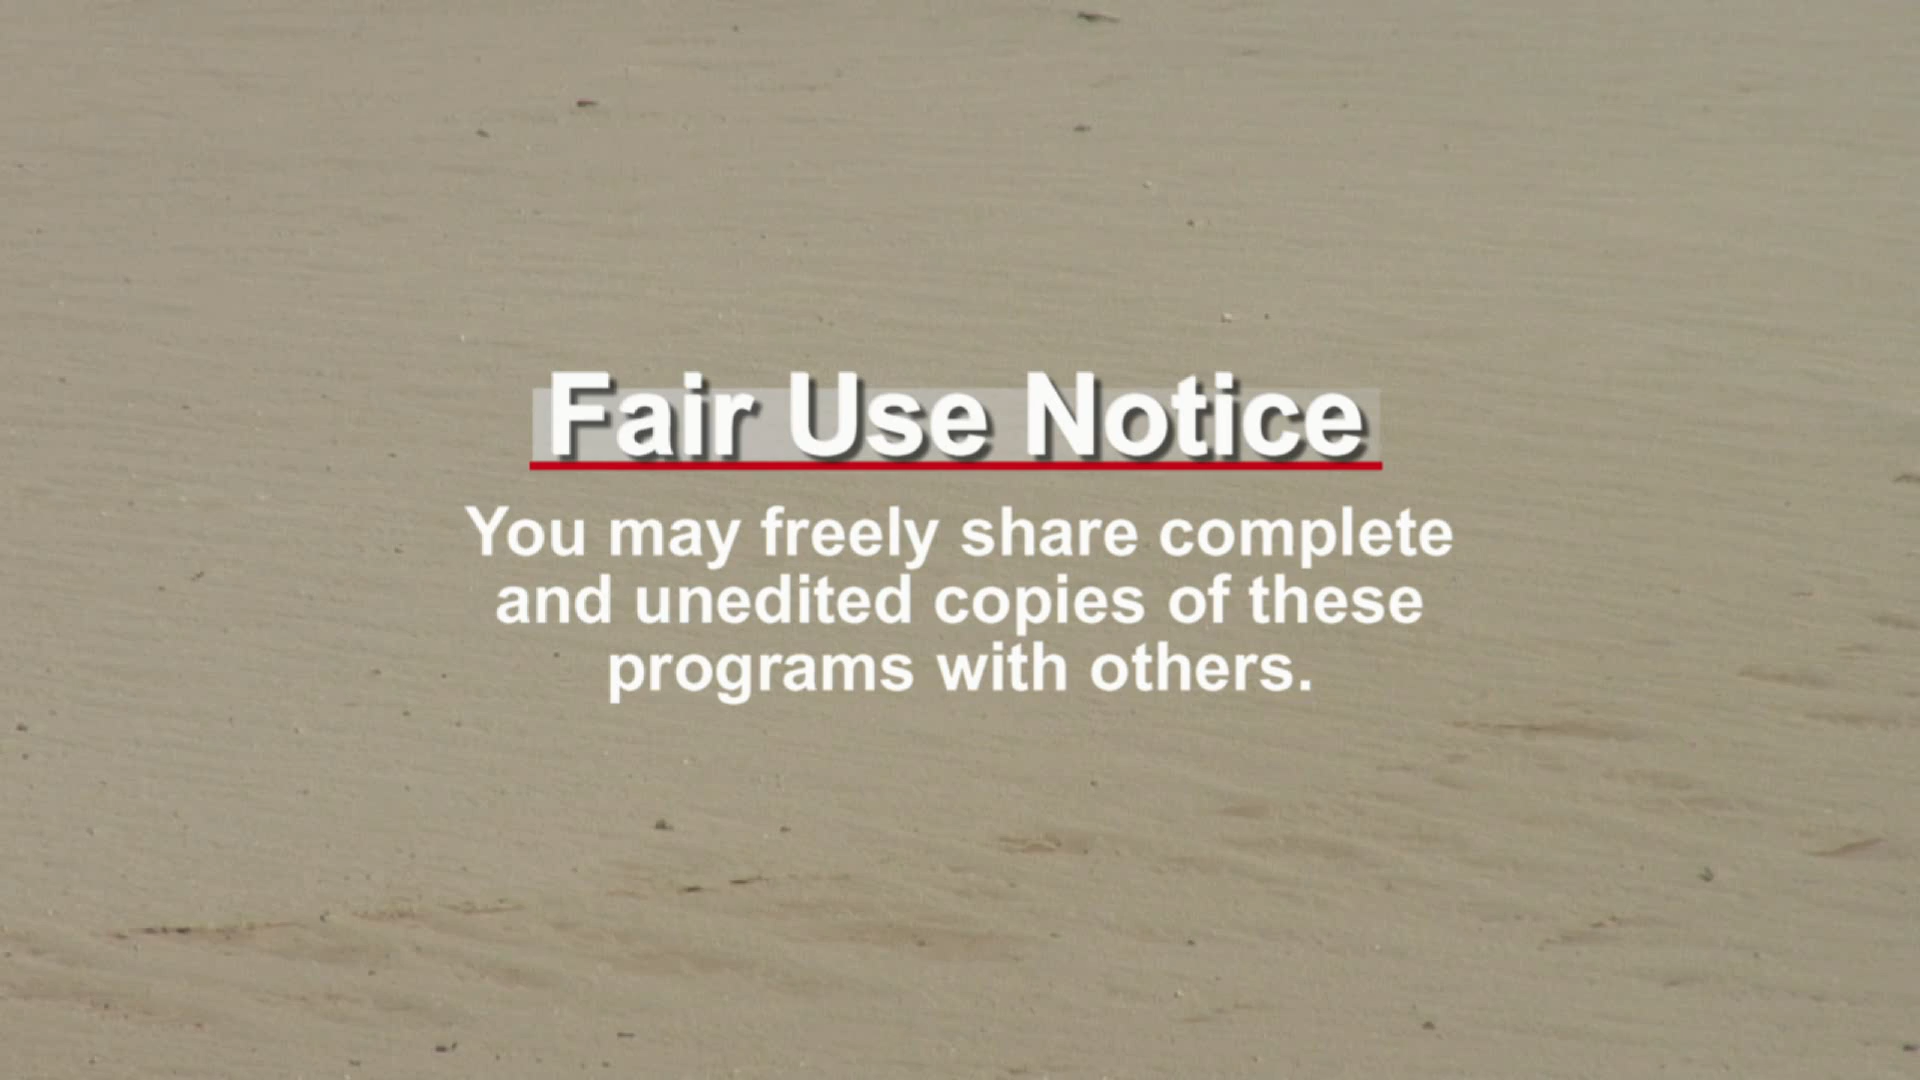 Fair Use Notice
You may freely share complete
and unedited copies of these
programs with others.